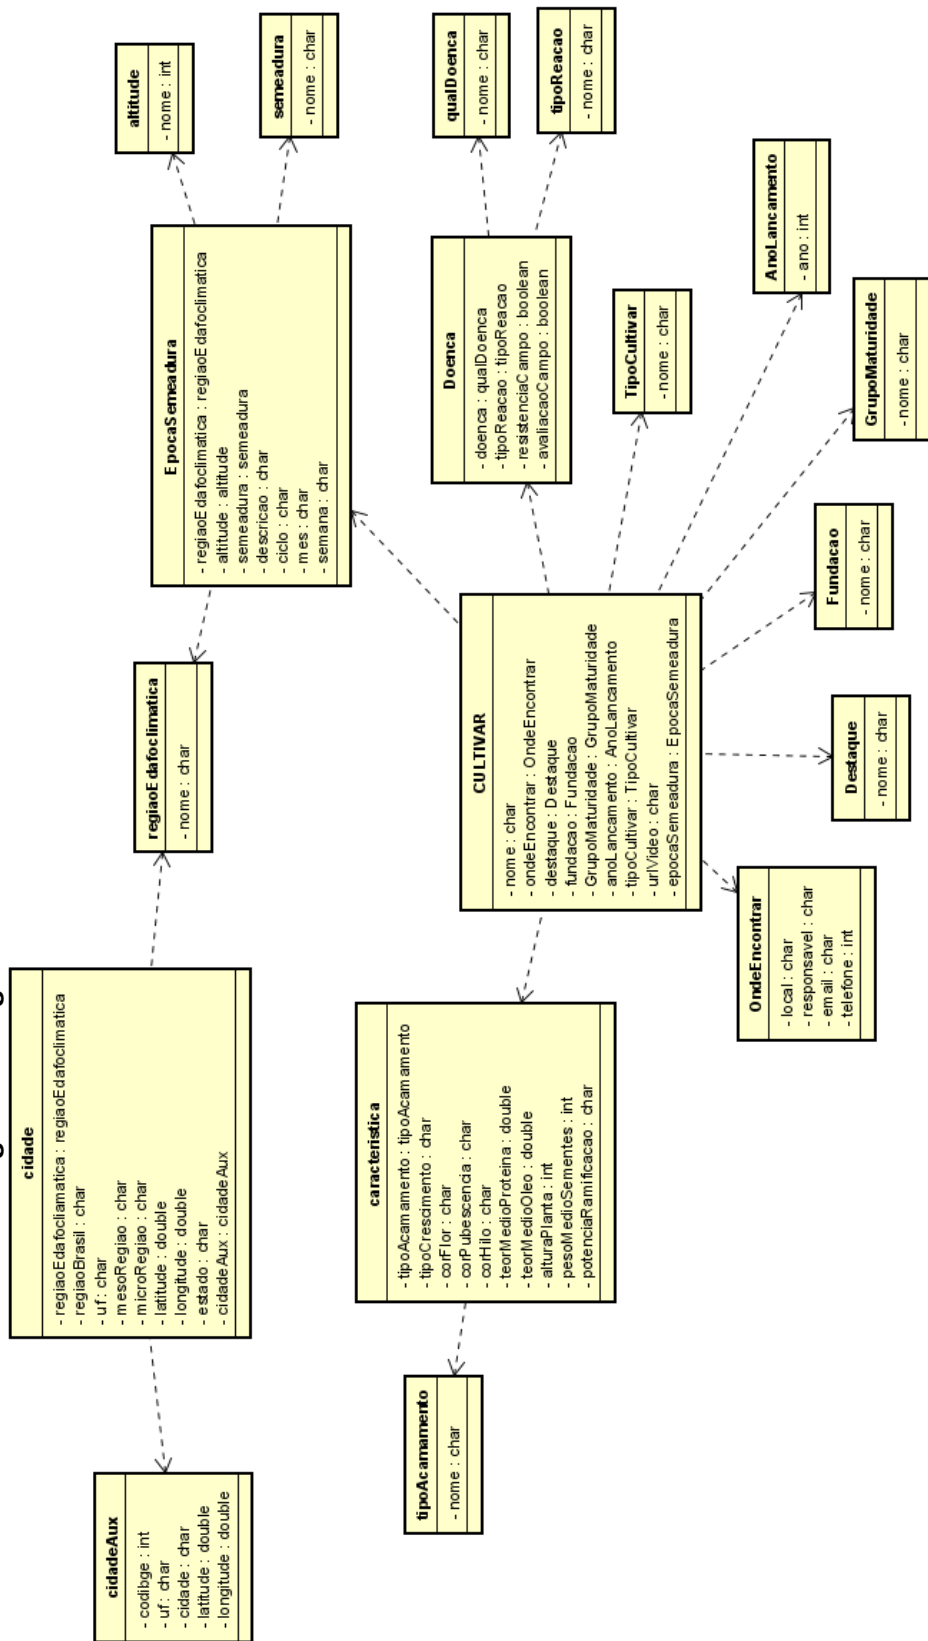 cidadeAux
- codibge : int
- uf : char
- cidade : char
- latitude : double
- longitude : double
cidade
- regiaoEdafocliamatica : regiaoEdafoclimatica
- regiaoBrasil : char
- uf : char
- mesoRegiao : char
- microRegiao : char
- latitude : double
- longitude : double
- estado : char
- cidadeAux : cidadeAux
regiaoEdafoclimatica
- nome : char
EpocaSemeadura
- regiaoEdafoclimatica : regiaoEdafoclimatica
- altitude : altitude
- semeadura : semeadura
- descricao : char
- ciclo : char
- mes : char
- semana : char
altitude
- nome : int
semeadura
- nome : char
tipoAcamamento
- nome : char
caracteristica
- tipoAcamamento : tipoAcamamento
- tipoCrescimento : char
- corFlor : char
- corPubescencia : char
- corHilo : char
- teorMedioProteina : double
- teorMedioOleo : double
- alturaPlanta : int
- pesoMedioSementes : int
- potenciaRamificacao : char
CULTIVAR
- nome : char
- ondeEncontrar : OndeEncontrar
- destaque : Destaque
- fundacao : Fundacao
- GrupoMaturidade : GrupoMaturidade
- anoLancamento : AnoLancamento
- tipoCultivar : TipoCultivar
- urlVideo : char
- epocaSemeadura : EpocaSemeadura
Doenca
- doenca : qualDoenca
- tipoReacao : tipoReacao
- resistenciaCampo : boolean
- avaliacaoCampo : boolean
qualDoenca
- nome : char
tipoReacao
- nome : char
TipoCultivar
- nome : char
AnoLancamento
- ano : int
GrupoMaturidade
- nome : char
Fundacao
- nome : char
Destaque
- nome : char
OndeEncontrar
- local : char
- responsavel : char
- email : char
- telefone : int